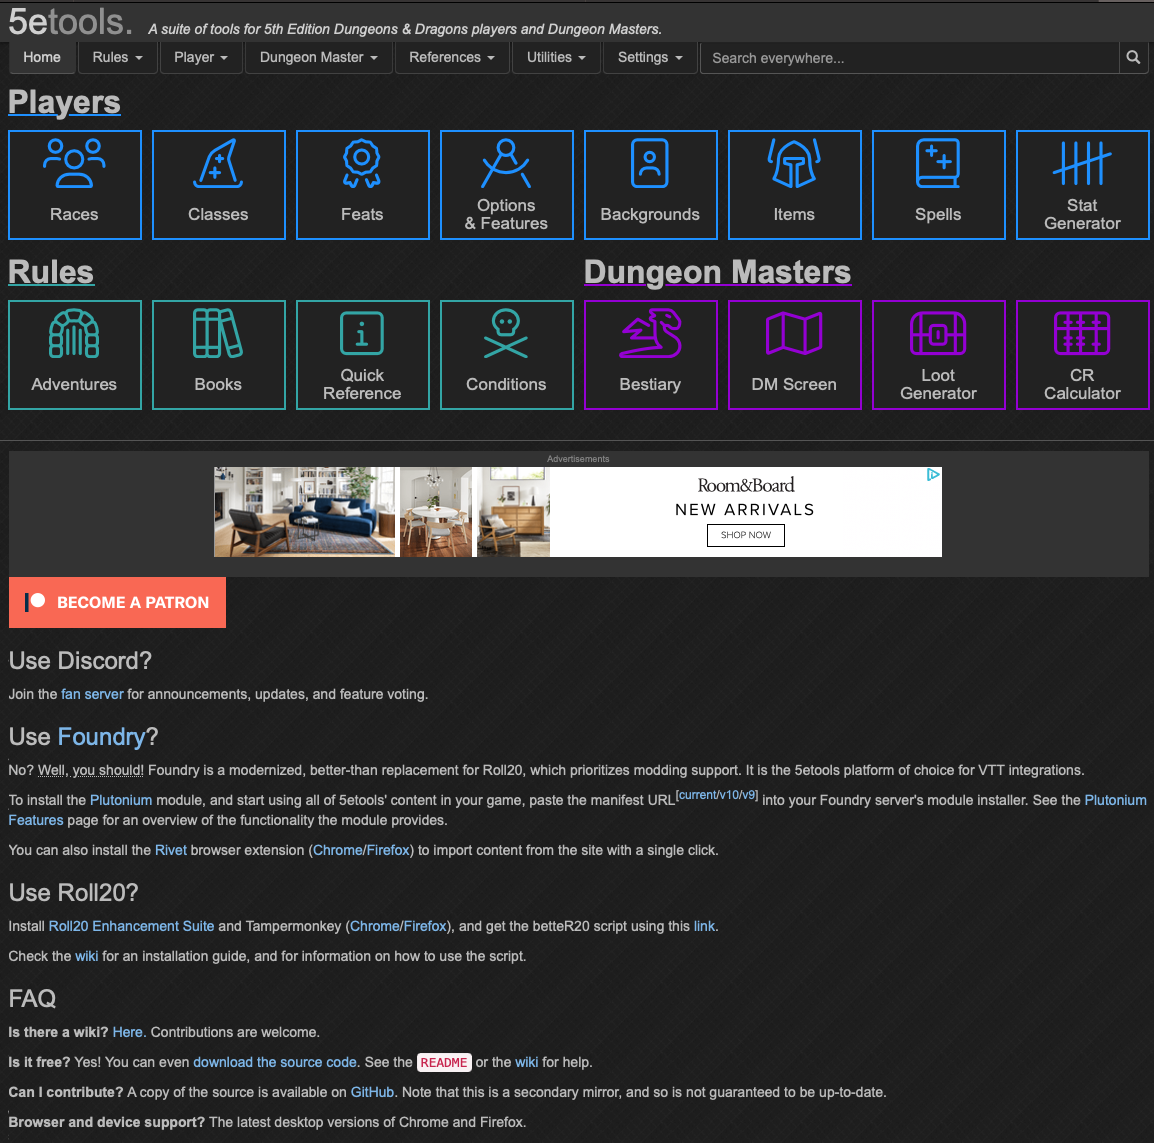 5etools. A suite of tools for 5th Edition Dungeons & Dragons players and Dungeon Masters.
Home Rules Player Dungeon Master References Utilities Settings Search everywhere...
Players
Races Classes Feats Options & Features Backgrounds Items Spells Stat Generator
Rules
Adventures Books Quick Reference Conditions
Dungeon Masters
Bestiary DM Screen Loot Generator CR Calculator
Advertisements
Room&Board
NEW ARRIVALS
SHOP NOW
BECOME A PATRON
Use Discord?
Join the fan server for announcements, updates, and feature voting.
Use Foundry?
No? Well, you should! Foundry is a modernized, better-than replacement for Roll20, which prioritizes modding support. It is the 5etools platform of choice for VTT integrations.
To install the Plutonium module, and start using all of 5etools' content in your game, paste the manifest URL[current/v10/v9] into your Foundry server's module installer. See the Plutonium
Features page for an overview of the functionality the module provides.
You can also install the Rivet browser extension (Chrome/Firefox) to import content from the site with a single click.
Use Roll20?
Install Roll20 Enhancement Suite and Tampermonkey (Chrome/Firefox), and get the betteR20 script using this link.
Check the wiki for an installation guide, and for information on how to use the script.
FAQ
Is there a wiki? Here. Contributions are welcome.
Is it free? Yes! You can even download the source code. See the README or the wiki for help.
Can I contribute? A copy of the source is available on GitHub. Note that this is a secondary mirror, and so is not guaranteed to be up-to-date.
Browser and device support? The latest desktop versions of Chrome and Firefox.